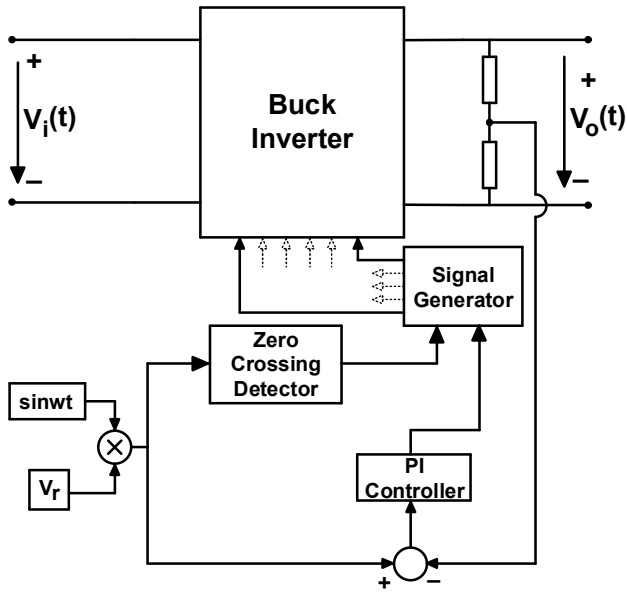 Buck
Inverter
+
V_i(t)
−
+
V_o(t)
−
Signal
Generator
Zero
Crossing
Detector
sinwt
×
V_r
PI
Controller
+ −